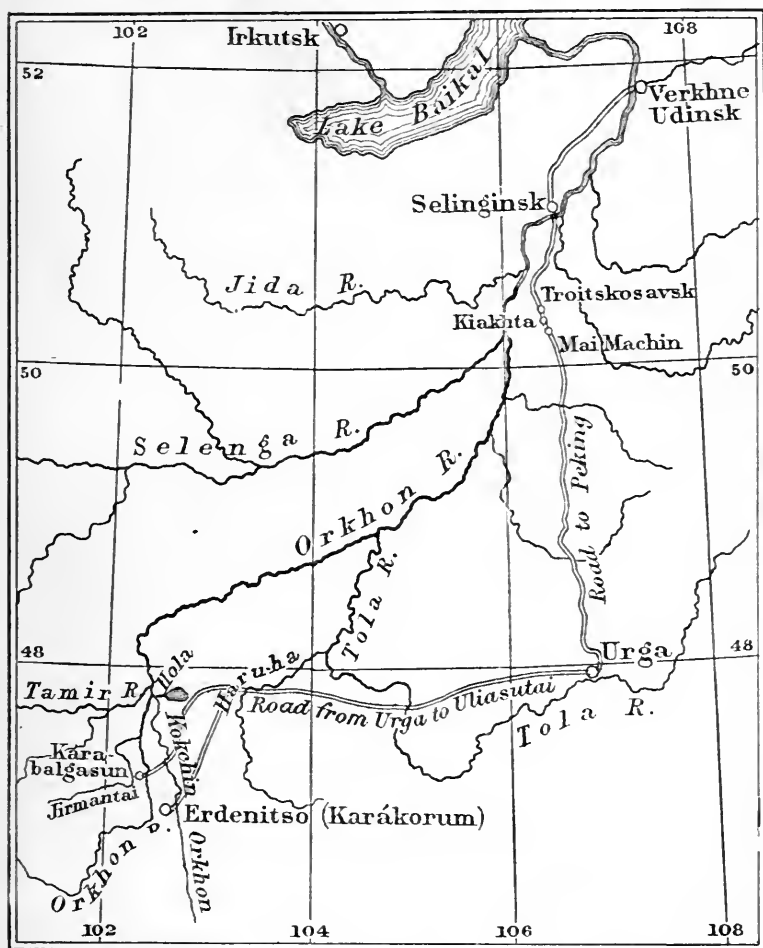 102
Irkutsk
108
52
Lake Baikal
Verkhne
Udinsk
Selinginsk
Jida R.
Troitskosavsk
Kiakhta
Mai Machin
50
50
Selenga R.
Orkhon R.
Road to Peking
Tola R.
48
Urga
48
Tamir R.
Haruha
Road from Urga to Uliasutai
Tola R.
Kokchin Orkhon
Kara-
balgasun
Jirmantai
Erdenitso (Karákorum)
Orkhon R.
102
104
106
108